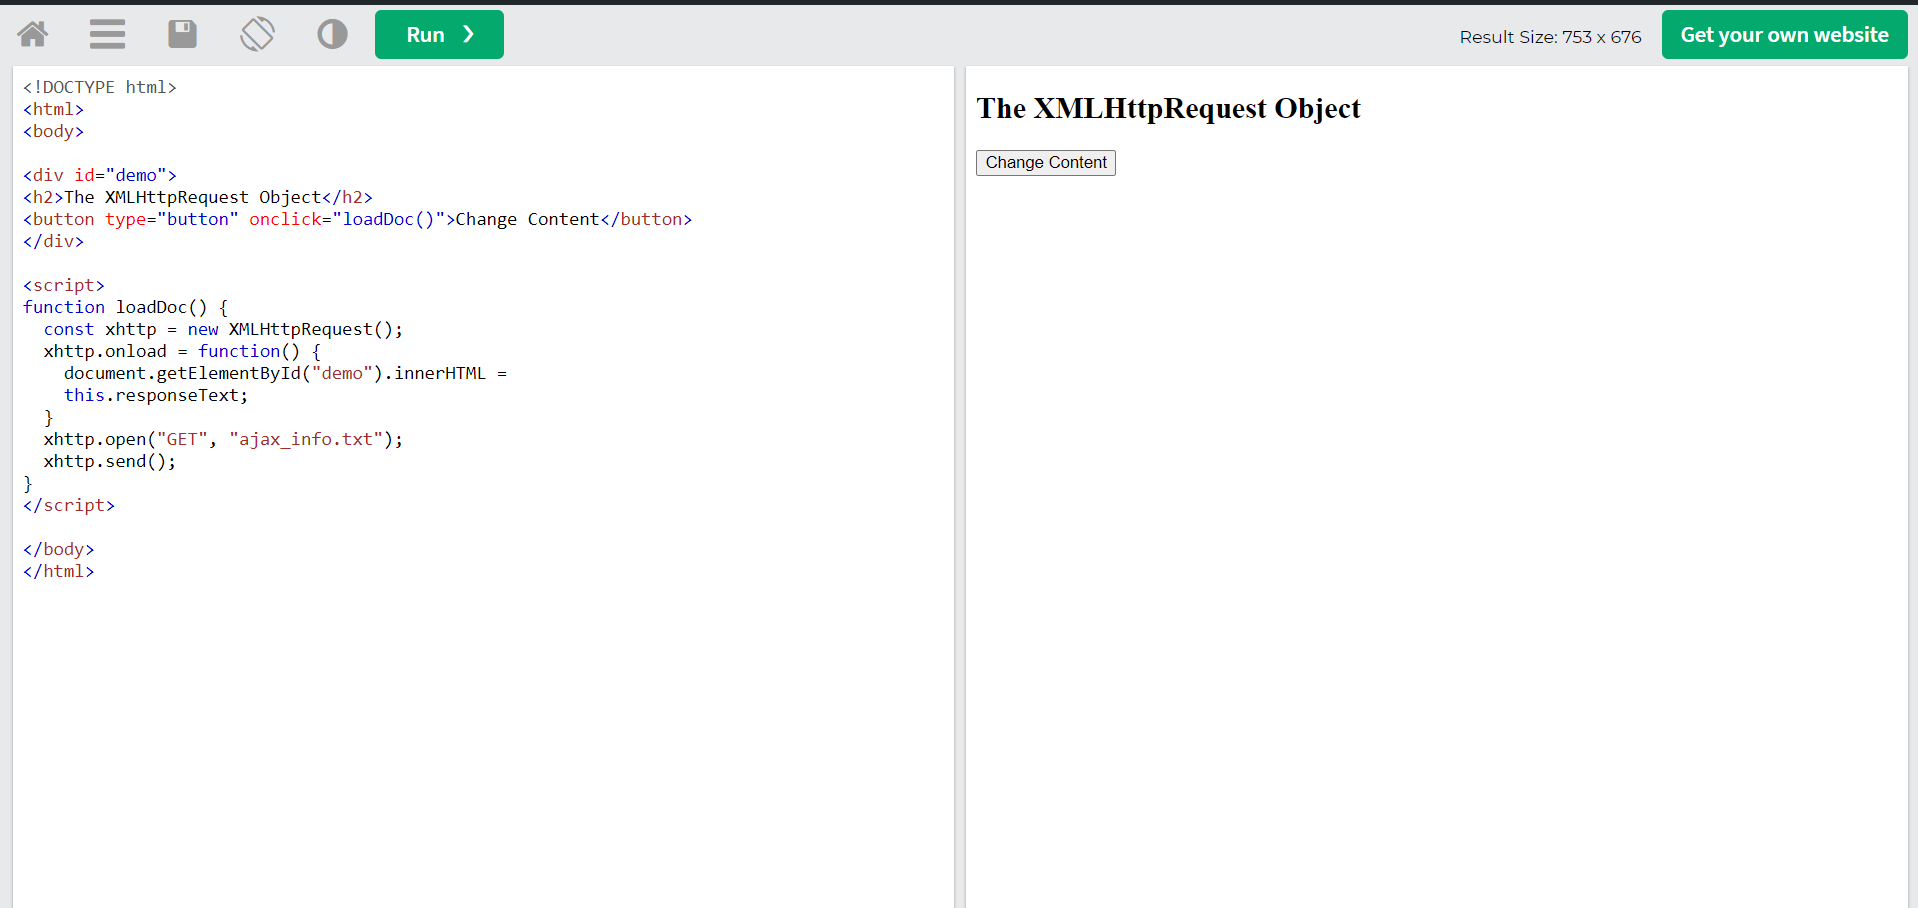 Run ❯
Result Size: 753 x 676
Get your own website
<!DOCTYPE html>
<html>
<body>
<div id="demo">
<h2>The XMLHttpRequest Object</h2>
<button type="button" onclick="loadDoc()">Change Content</button>
</div>
<script>
function loadDoc() {
  const xhttp = new XMLHttpRequest();
  xhttp.onload = function() {
    document.getElementById("demo").innerHTML =
    this.responseText;
  }
  xhttp.open("GET", "ajax_info.txt");
  xhttp.send();
}
</script>
</body>
</html>
The XMLHttpRequest Object
Change Content